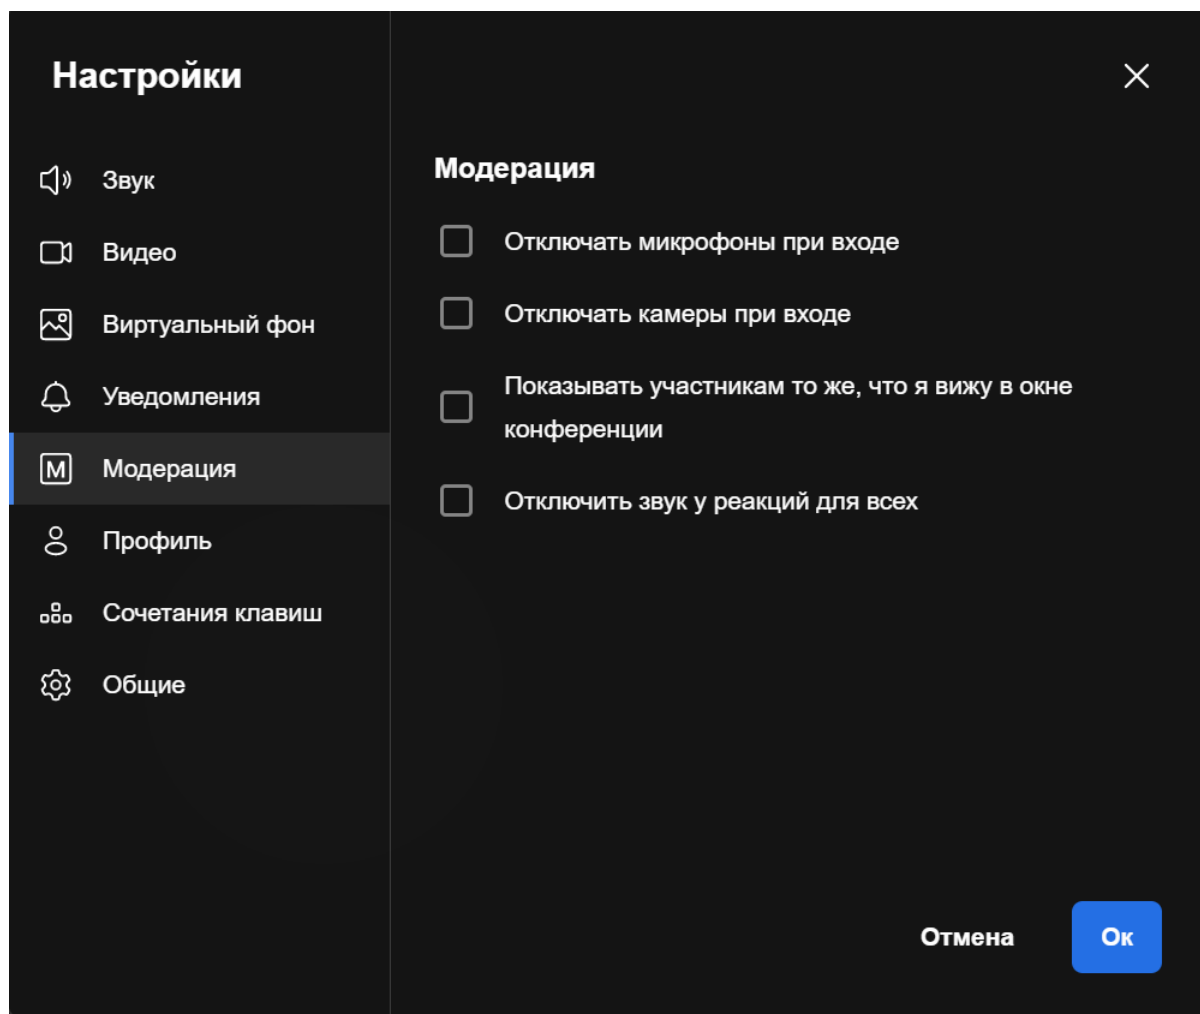 Настройки
Звук
Видео
Виртуальный фон
Уведомления
M Модерация
Профиль
Сочетания клавиш
Общие
Модерация
Отключать микрофоны при входе
Отключать камеры при входе
Показывать участникам то же, что я вижу в окне
конференции
Отключить звук у реакций для всех
Отмена
Ок